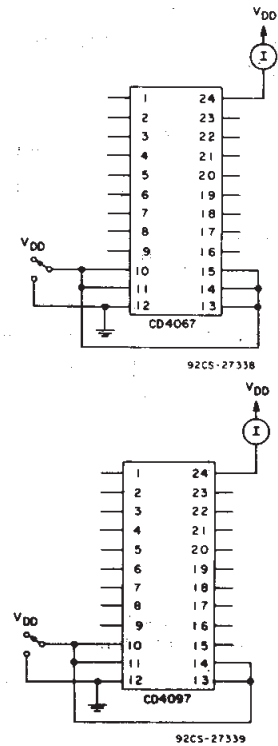 VDD
I
1 24
2 23
3 22
4 21
5 20
6 19
7 18
8 17
9 16
VDD
10 15
11 14
12 13
CD4067
92CS-27338
VDD
I
1 24
2 23
3 22
4 21
5 20
6 19
7 18
8 17
9 16
VDD
10 15
11 14
12 13
CD4097
92CS-27339